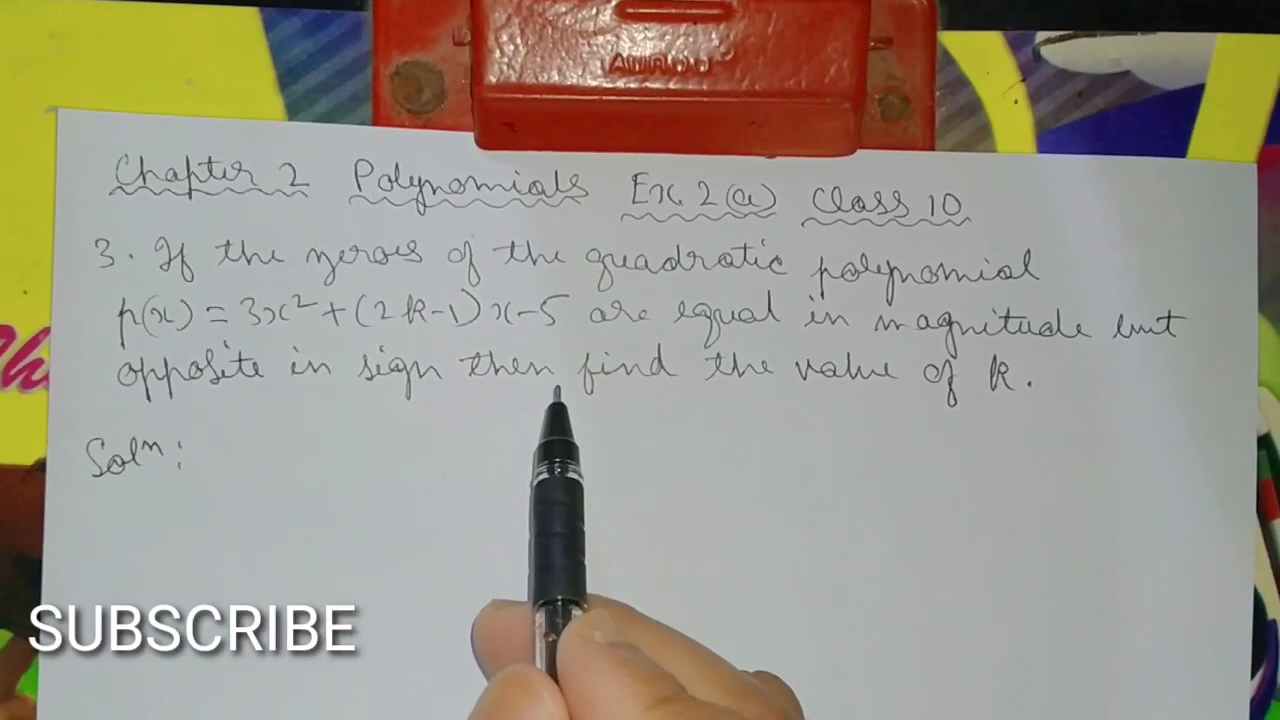 AUROO
Chapter 2 Polynomials Ex. 2(a) Class 10
3. If the zeroes of the quadratic polynomial
p(x) = 3x² + (2k-1)x-5 are equal in magnitude but
opposite in sign then find the value of k.
Solⁿ:
SUBSCRIBE